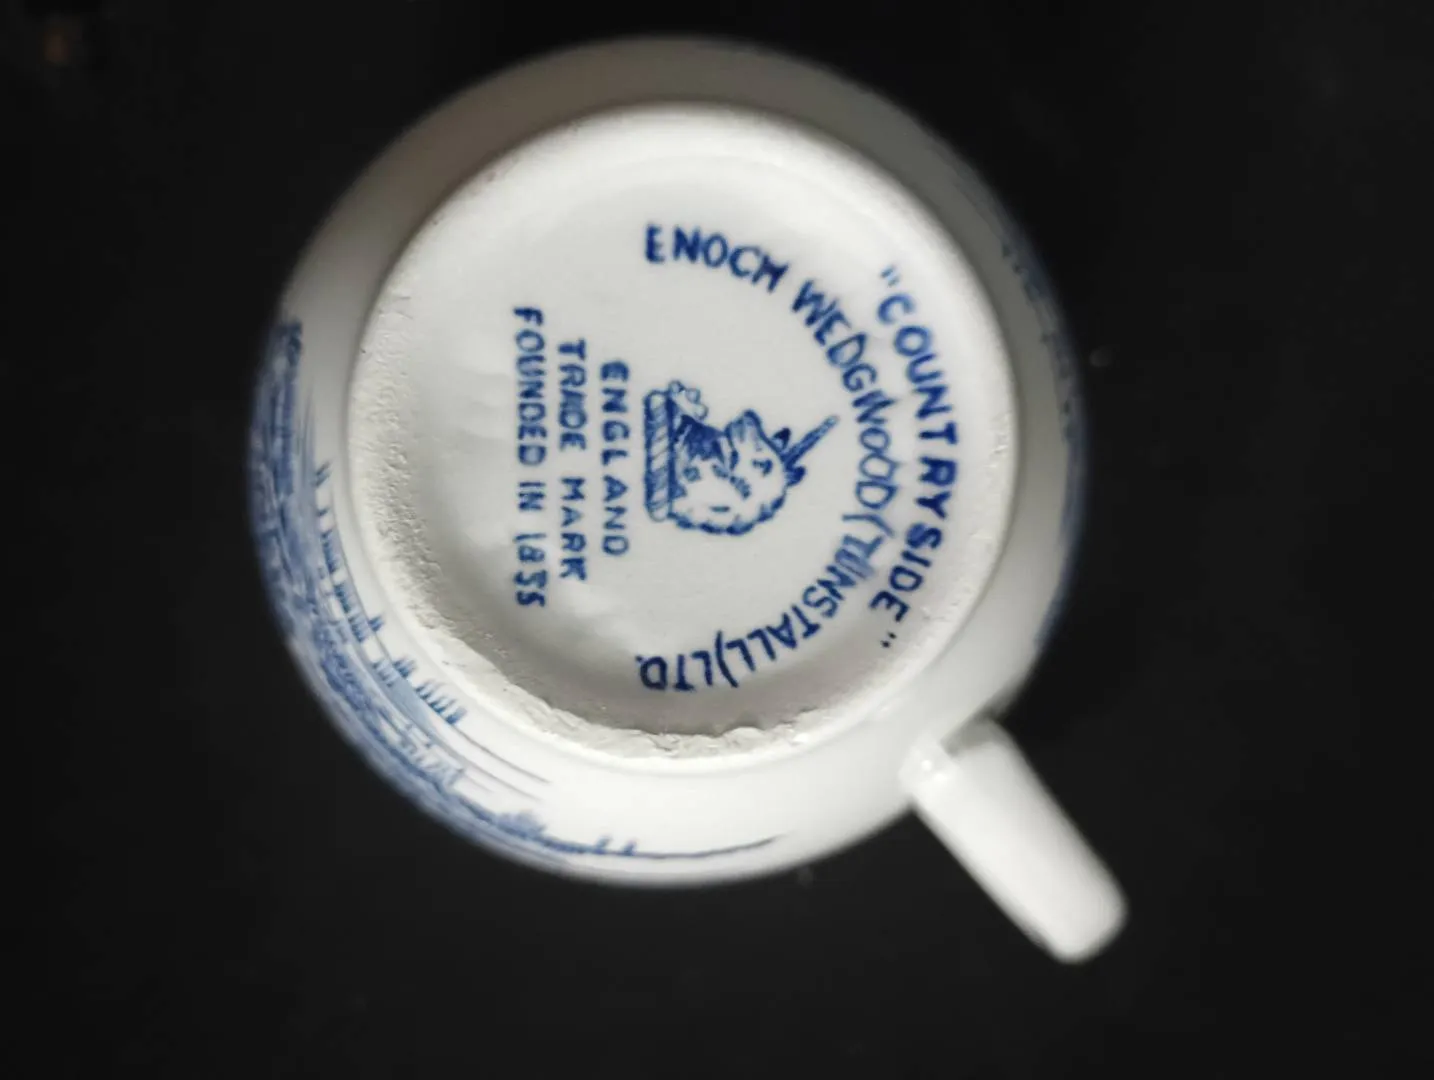 "COUNTRYSIDE"
ENOCH WEDGWOOD (TUNSTALL) LTD.
ENGLAND
TRADE MARK
FOUNDED IN 1835